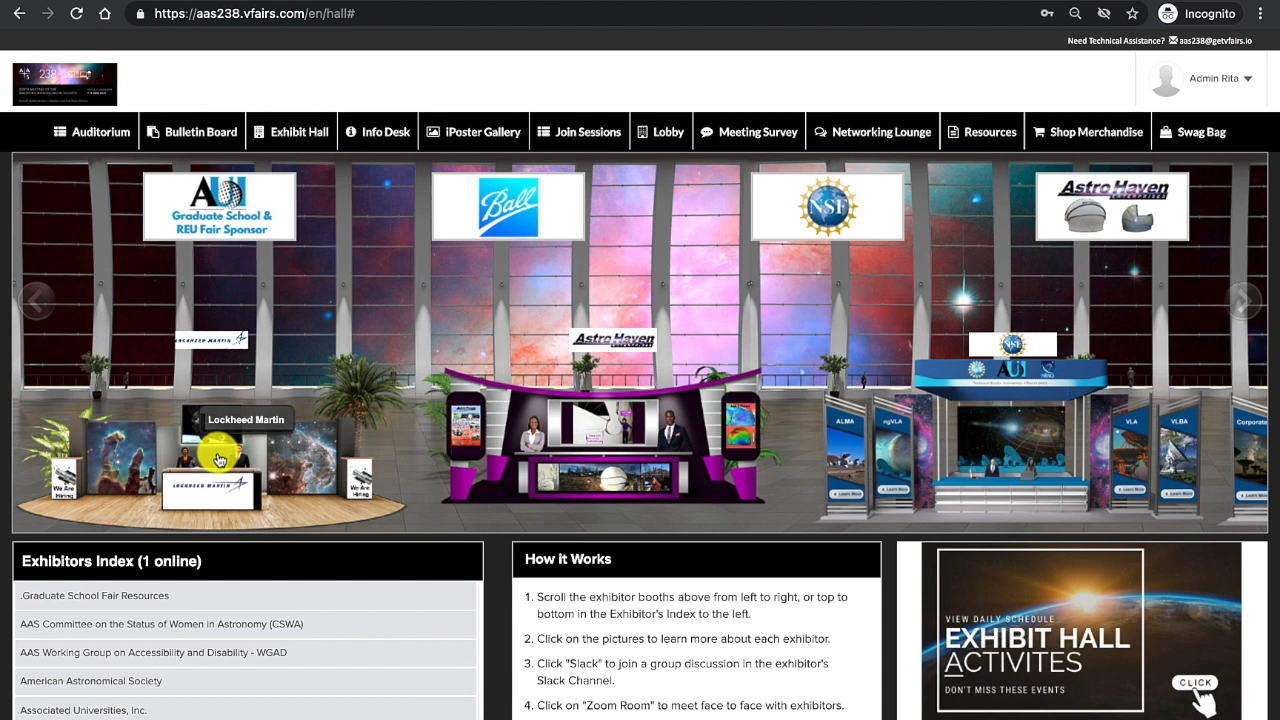 https://aas238.vfairs.com/en/hall#
Incognito
Need Technical Assistance? aas238@getvfairs.io
238
Admin Rita
Auditorium
Bulletin Board
Exhibit Hall
Info Desk
iPoster Gallery
Join Sessions
Lobby
Meeting Survey
Networking Lounge
Resources
Shop Merchandise
Swag Bag
AUI
Graduate School &
REU Fair Sponsor
Ball
NSF
Astro Haven
ENTERPRISES
Astro Haven
NSF
AUI
Lockheed Martin
We Are
Hiring
LOCKHEED MARTIN
We Are
Hiring
ALMA
Learn More
ngVLA
Learn More
VLA
Learn More
VLBA
Learn More
Corporate
Exhibitors Index (1 online)
.Graduate School Fair Resources
AAS Committee on the Status of Women in Astronomy (CSWA)
AAS Working Group on Accessibility and Disability - WGAD
American Astronomical Society
Associated Universities, Inc.
How it Works
1. Scroll the exhibitor booths above from left to right, or top to
bottom in the Exhibitor's Index to the left.
2. Click on the pictures to learn more about each exhibitor.
3. Click "Slack" to join a group discussion in the exhibitor's
Slack Channel.
4. Click on "Zoom Room" to meet face to face with exhibitors.
VIEW DAILY SCHEDULE
EXHIBIT HALL
ACTIVITES
DON'T MISS THESE EVENTS
CLICK